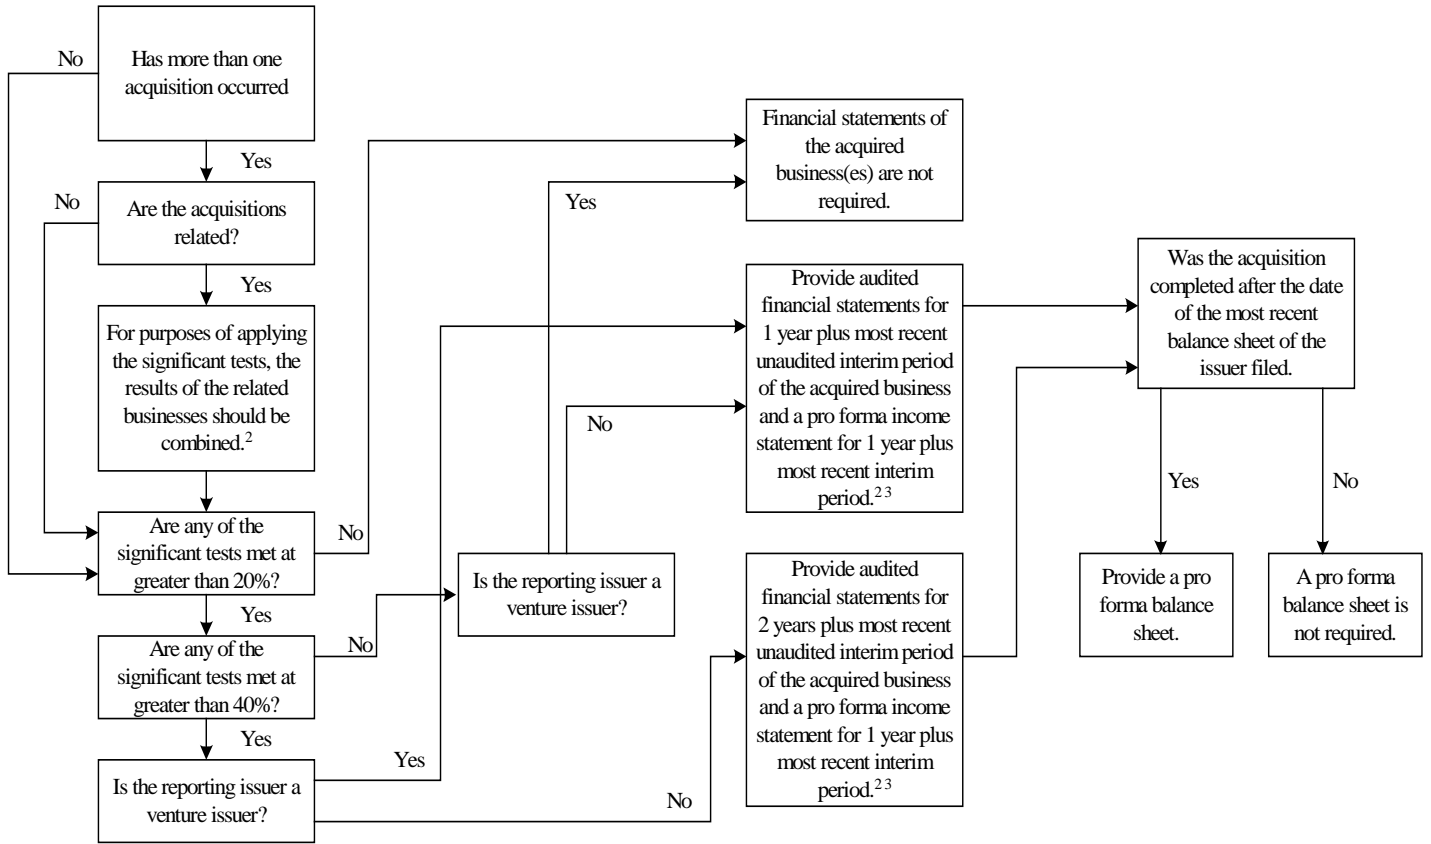 No
Has more than one
acquisition occurred
Yes
No
Are the acquisitions
related?
Yes
For purposes of applying
the significant tests, the
results of the related
businesses should be
combined.2
Are any of the
significant tests met at
greater than 20%?
No
Yes
Are any of the
significant tests met at
greater than 40%?
No
Yes
Is the reporting issuer a
venture issuer?
Yes
No
Is the reporting issuer a
venture issuer?
Yes
No
Financial statements of
the acquired
business(es) are not
required.
Provide audited
financial statements for
1 year plus most recent
unaudited interim period
of the acquired business
and a pro forma income
statement for 1 year plus
most recent interim
period.2 3
Provide audited
financial statements for
2 years plus most recent
unaudited interim period
of the acquired business
and a pro forma income
statement for 1 year plus
most recent interim
period.2 3
Was the acquisition
completed after the date
of the most recent
balance sheet of the
issuer filed.
Yes
No
Provide a pro
forma balance
sheet.
A pro forma
balance sheet is
not required.